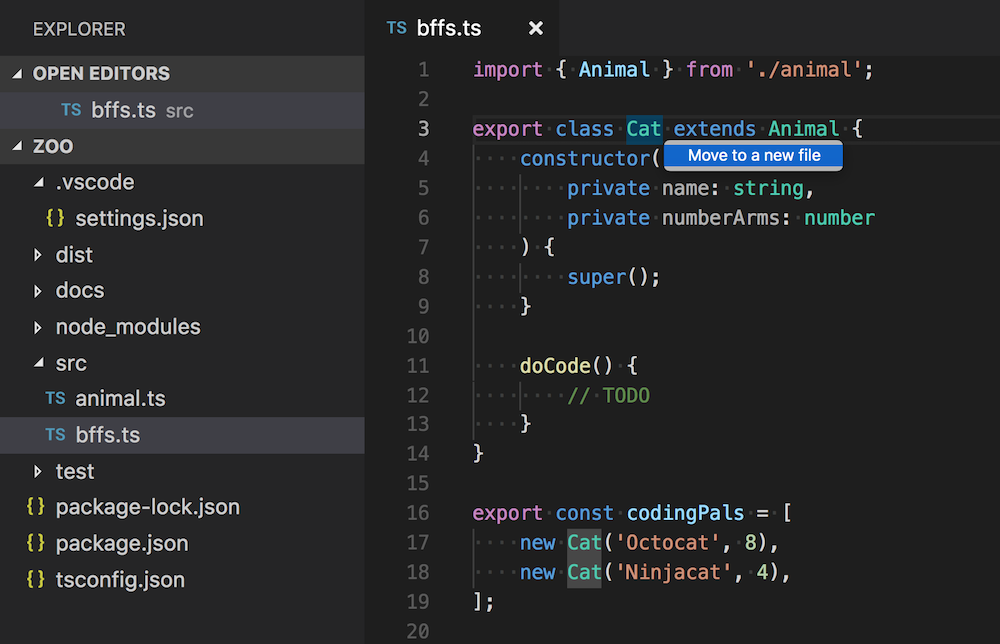 EXPLORER
OPEN EDITORS
TS bffs.ts src
ZOO
.vscode
{} settings.json
dist
docs
node_modules
src
TS animal.ts
TS bffs.ts
test
{} package-lock.json
{} package.json
{} tsconfig.json
TS bffs.ts ×
1 import { Animal } from './animal';
2
3 export class Cat extends Animal {
Move to a new file
4 constructor(
5 private name: string,
6 private numberArms: number
7 ) {
8 super();
9 }
10
11 doCode() {
12 // TODO
13 }
14 }
15
16 export const codingPals = [
17 new Cat('Octocat', 8),
18 new Cat('Ninjacat', 4),
19 ];
20